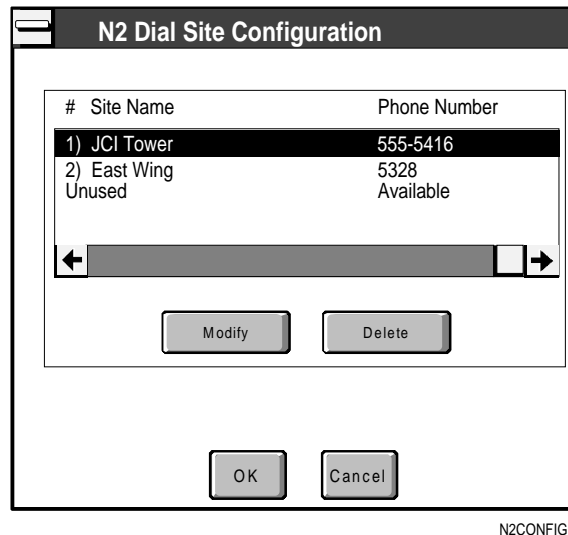 N2 Dial Site Configuration
# Site Name Phone Number
1) JCI Tower 555-5416
2) East Wing 5328
Unused Available
Modify Delete
OK Cancel
N2CONFIG